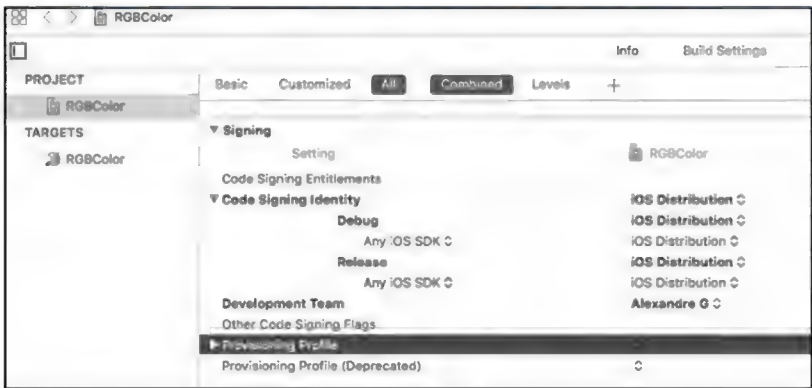 RGBColor
Info Build Settings
PROJECT
Basic Customized All Combined Levels +
RGBColor
TARGETS
RGBColor
Signing
Setting RGBColor
Code Signing Entitlements
Code Signing Identity iOS Distribution
Debug iOS Distribution
Any iOS SDK iOS Distribution
Release iOS Distribution
Any iOS SDK iOS Distribution
Development Team Alexandre G
Other Code Signing Flags
Provisioning Profile
Provisioning Profile (Deprecated)